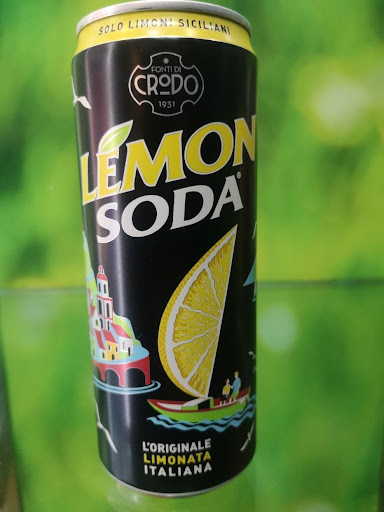 SOLO LIMONI SICILIANI
FONTI DI
CRODO
1931
LEMON
SODA®
L'ORIGINALE
LIMONATA
ITALIANA